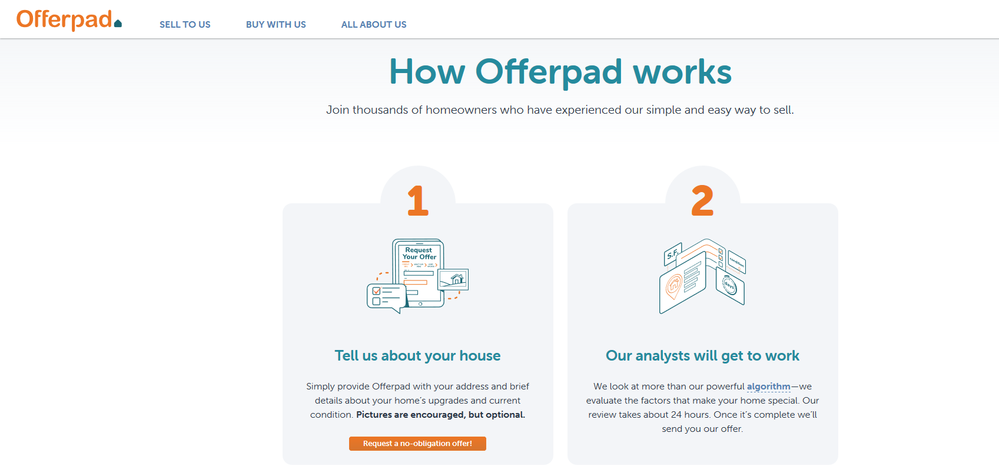 Offerpad
SELL TO US
BUY WITH US
ALL ABOUT US
How Offerpad works
Join thousands of homeowners who have experienced our simple and easy way to sell.
1
Request
Your Offer
Tell us about your house
Simply provide Offerpad with your address and brief
details about your home's upgrades and current
condition. Pictures are encouraged, but optional.
Request a no-obligation offer!
2
S.F.
condition
days
Our analysts will get to work
We look at more than our powerful algorithm—we
evaluate the factors that make your home special. Our
review takes about 24 hours. Once it's complete we'll
send you our offer.